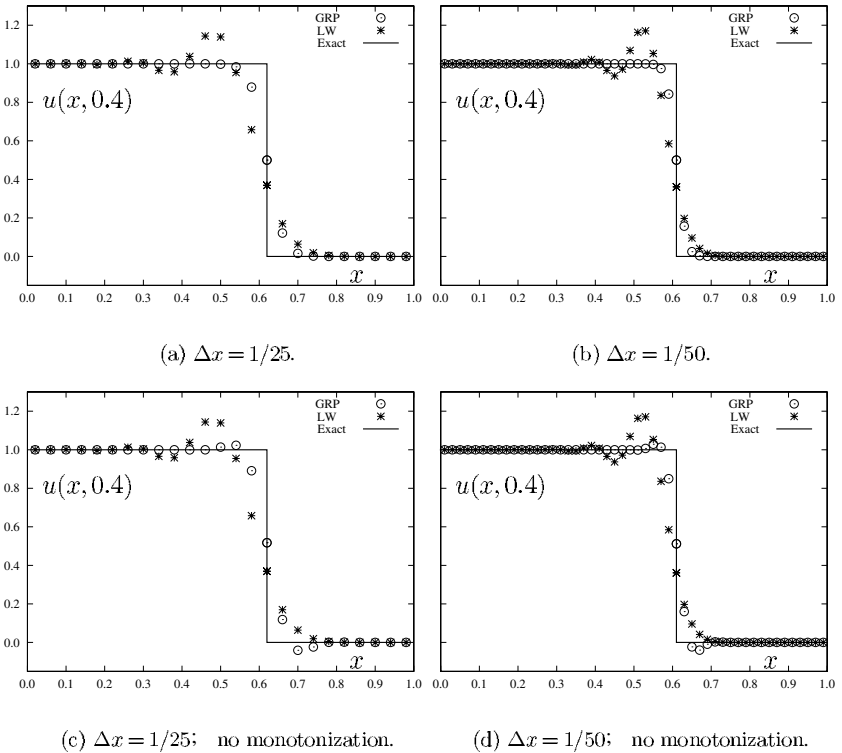 1.2
1.0
0.8
0.6
0.4
0.2
0.0
GRP
LW
Exact
u(x, 0.4)
x
0.0 0.1 0.2 0.3 0.4 0.5 0.6 0.7 0.8 0.9 1.0
(a) Δx = 1/25.
GRP
LW
Exact
u(x, 0.4)
x
0.0 0.1 0.2 0.3 0.4 0.5 0.6 0.7 0.8 0.9 1.0
(b) Δx = 1/50.
1.2
1.0
0.8
0.6
0.4
0.2
0.0
GRP
LW
Exact
u(x, 0.4)
x
0.0 0.1 0.2 0.3 0.4 0.5 0.6 0.7 0.8 0.9 1.0
(c) Δx = 1/25; no monotonization.
GRP
LW
Exact
u(x, 0.4)
x
0.0 0.1 0.2 0.3 0.4 0.5 0.6 0.7 0.8 0.9 1.0
(d) Δx = 1/50; no monotonization.